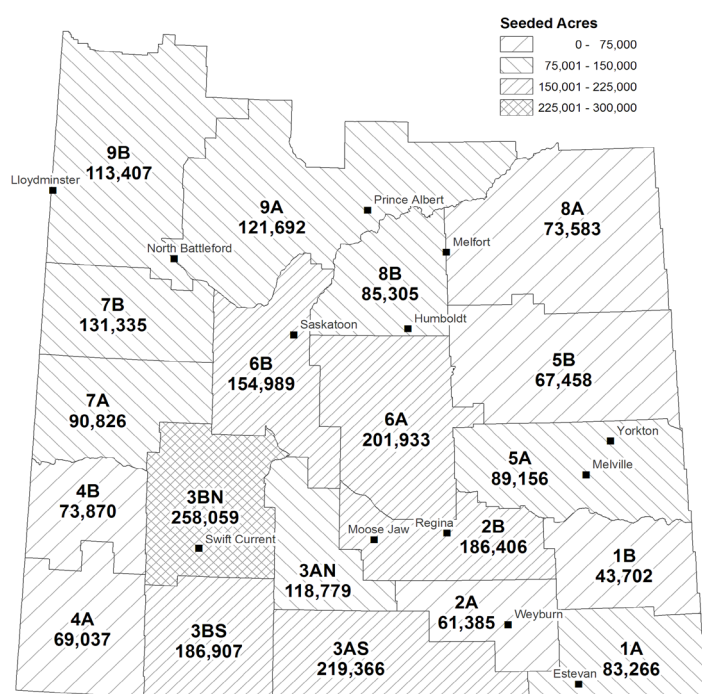 Seeded Acres
0 - 75,000
75,001 - 150,000
150,001 - 225,000
225,001 - 300,000
9B
113,407
Lloydminster
9A
121,692
Prince Albert
North Battleford
8A
73,583
Melfort
8B
85,305
Humboldt
7B
131,335
Saskatoon
6B
154,989
5B
67,458
7A
90,826
6A
201,933
Yorkton
5A
89,156
Melville
4B
73,870
3BN
258,059
Swift Current
Moose Jaw
Regina
2B
186,406
1B
43,702
3AN
118,779
2A
61,385
Weyburn
4A
69,037
3BS
186,907
3AS
219,366
1A
83,266
Estevan